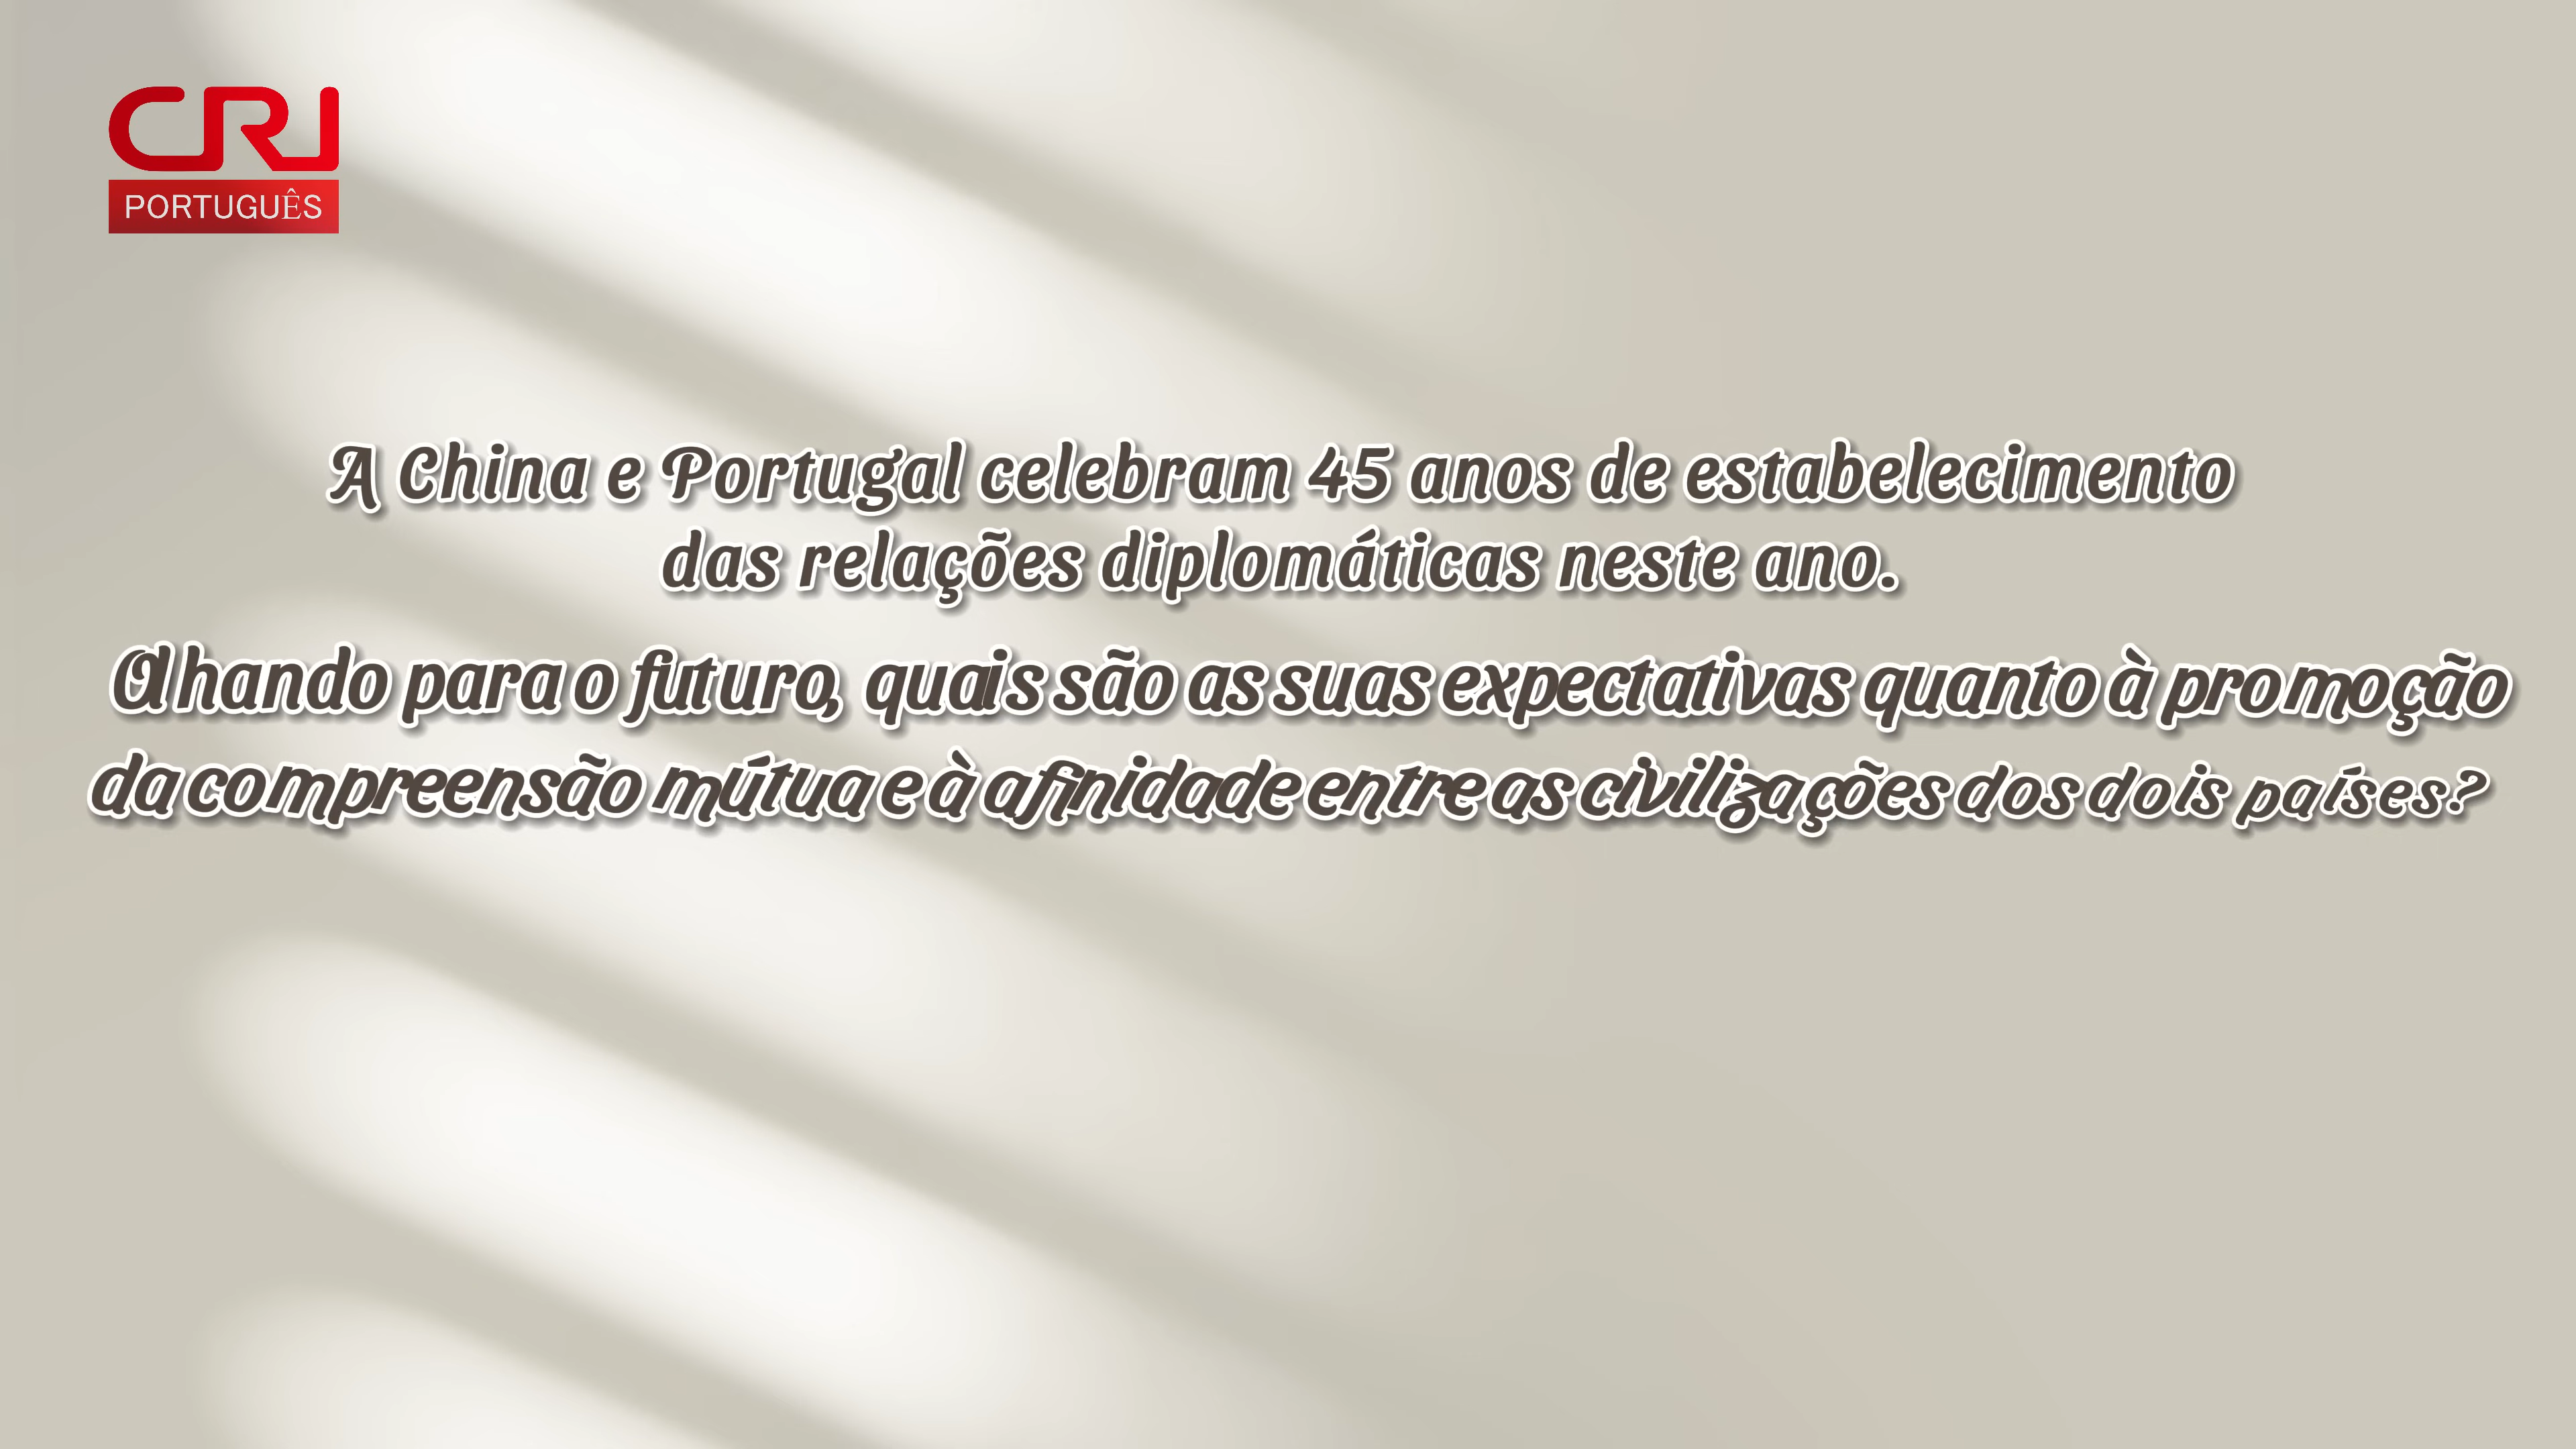 CRI
PORTUGUÊS
A China e Portugal celebram 45 anos de estabelecimento
das relações diplomáticas neste ano.
Olhando para o futuro, quais são as suas expectativas quanto à promoção
da compreensão mútua e à afinidade entre as civilizações dos dois países?